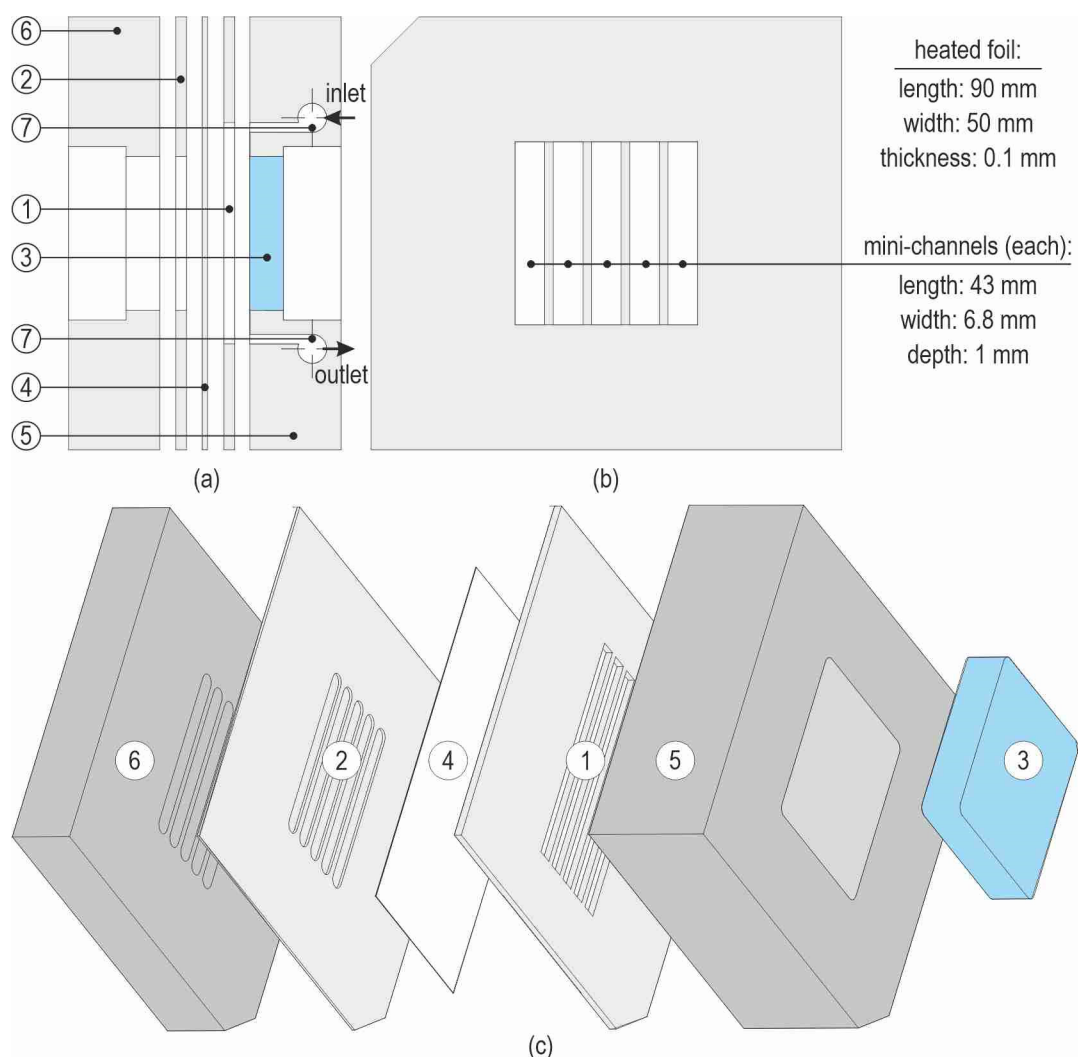 ⑥
②
⑦
①
③
⑦
④
⑤
inlet
outlet
(a)
(b)
heated foil:
length: 90 mm
width: 50 mm
thickness: 0.1 mm
mini-channels (each):
length: 43 mm
width: 6.8 mm
depth: 1 mm
⑥
②
④
①
⑤
③
(c)